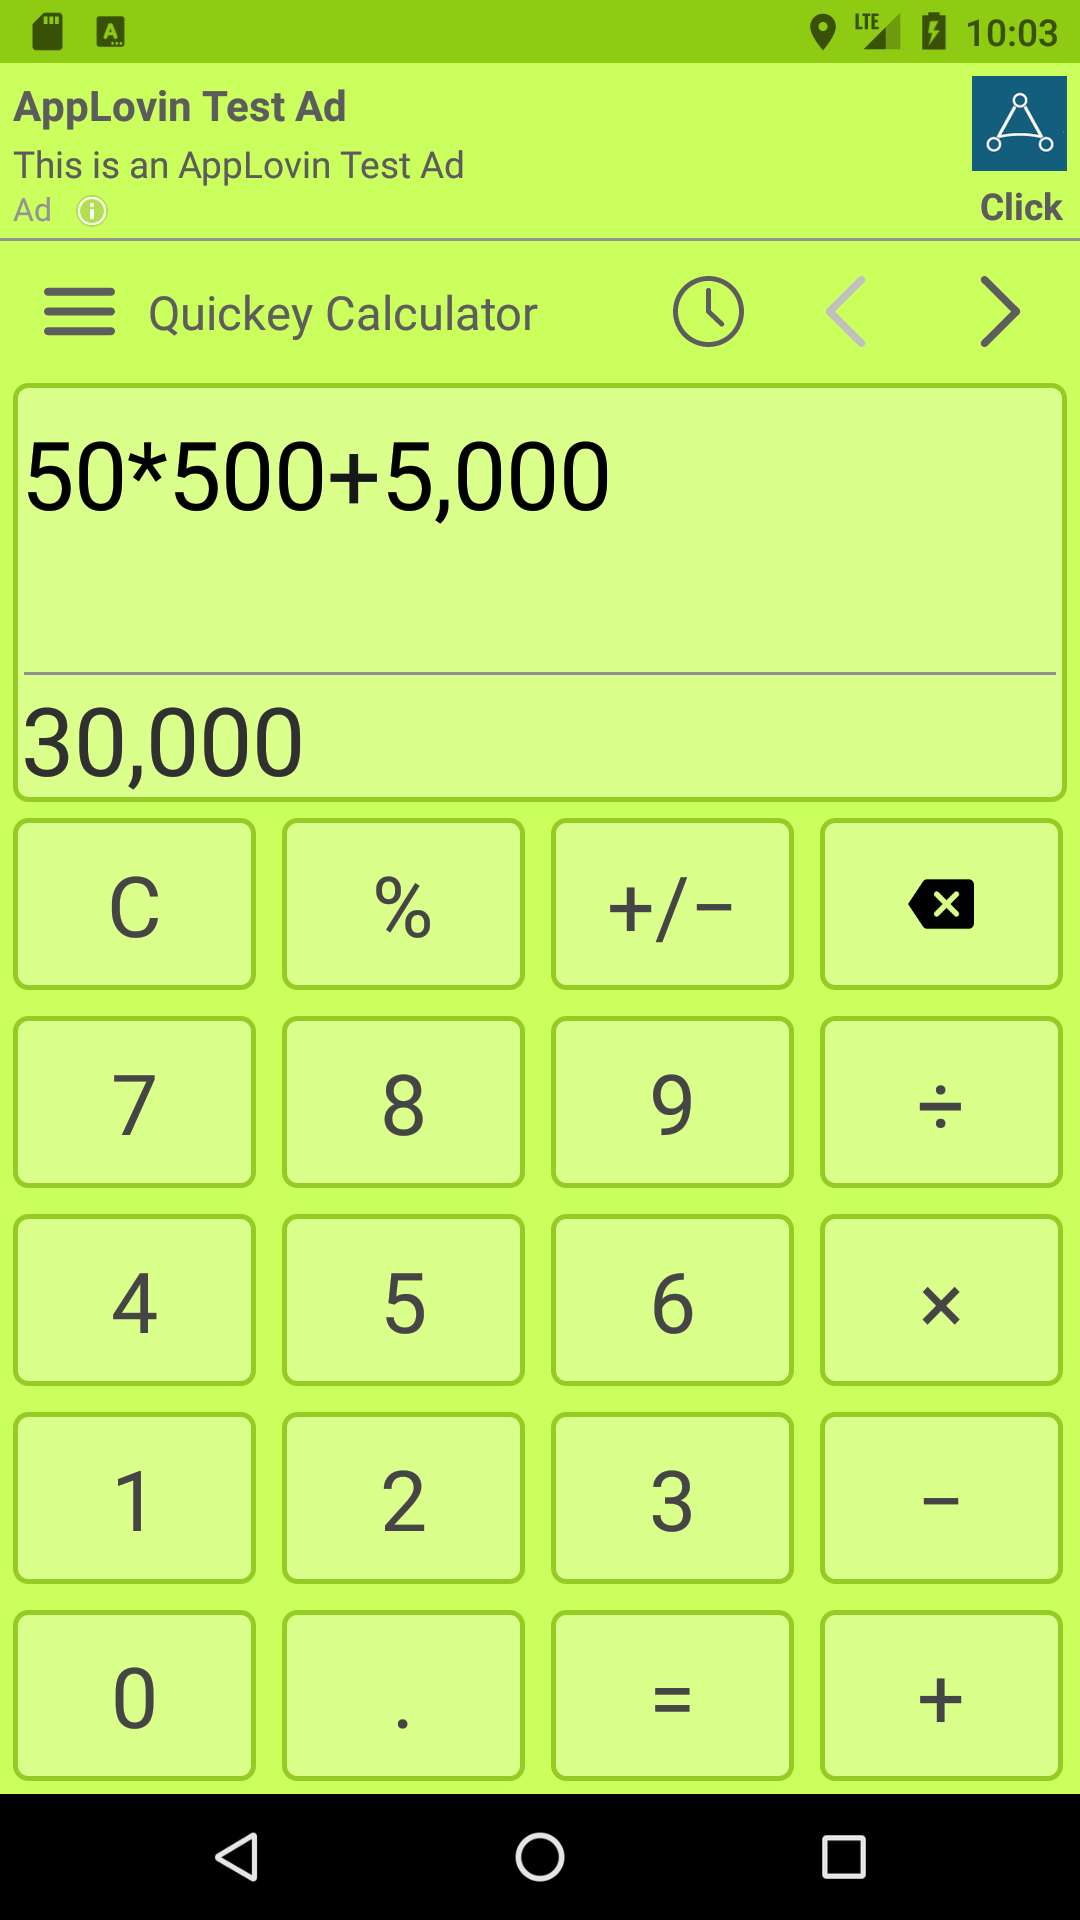 LTE 10:03
AppLovin Test Ad
This is an AppLovin Test Ad
Ad
Click
Quickey Calculator
50*500+5,000
30,000
C % +/−
7 8 9 ÷
4 5 6 ×
1 2 3 −
0 . = +